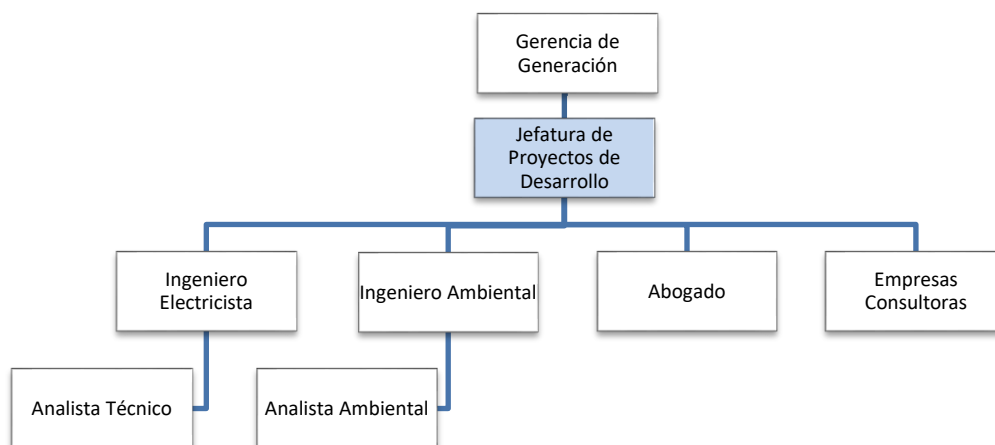 Gerencia de
Generación
Jefatura de
Proyectos de
Desarrollo
Ingeniero
Electricista
Ingeniero Ambiental
Abogado
Empresas
Consultoras
Analista Técnico
Analista Ambiental